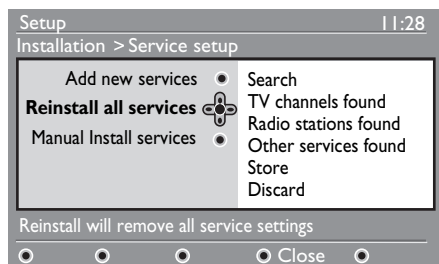 Setup 11:28
Installation > Service setup
Add new services
Reinstall all services
Manual Install services
Search
TV channels found
Radio stations found
Other services found
Store
Discard
Reinstall will remove all service settings
Close